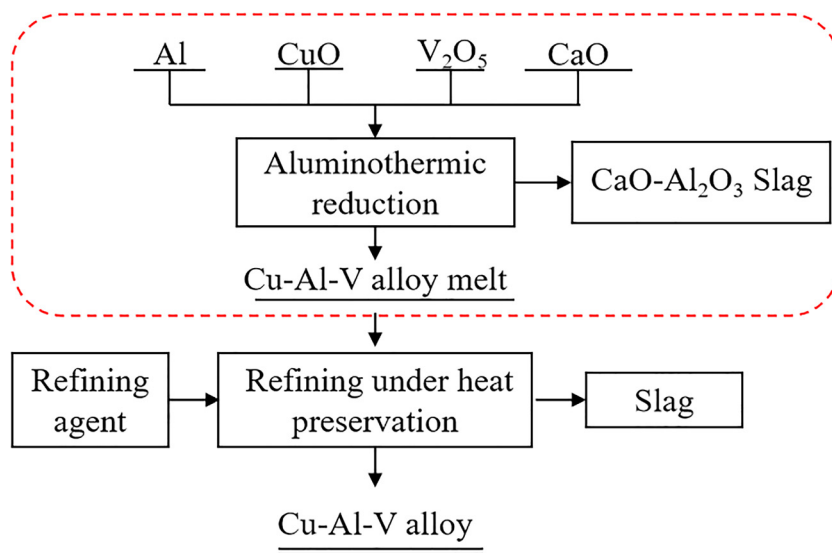 Al
CuO
V₂O₅
CaO
Aluminothermic
reduction
CaO-Al₂O₃ Slag
Cu-Al-V alloy melt
Refining
agent
Refining under heat
preservation
Slag
Cu-Al-V alloy